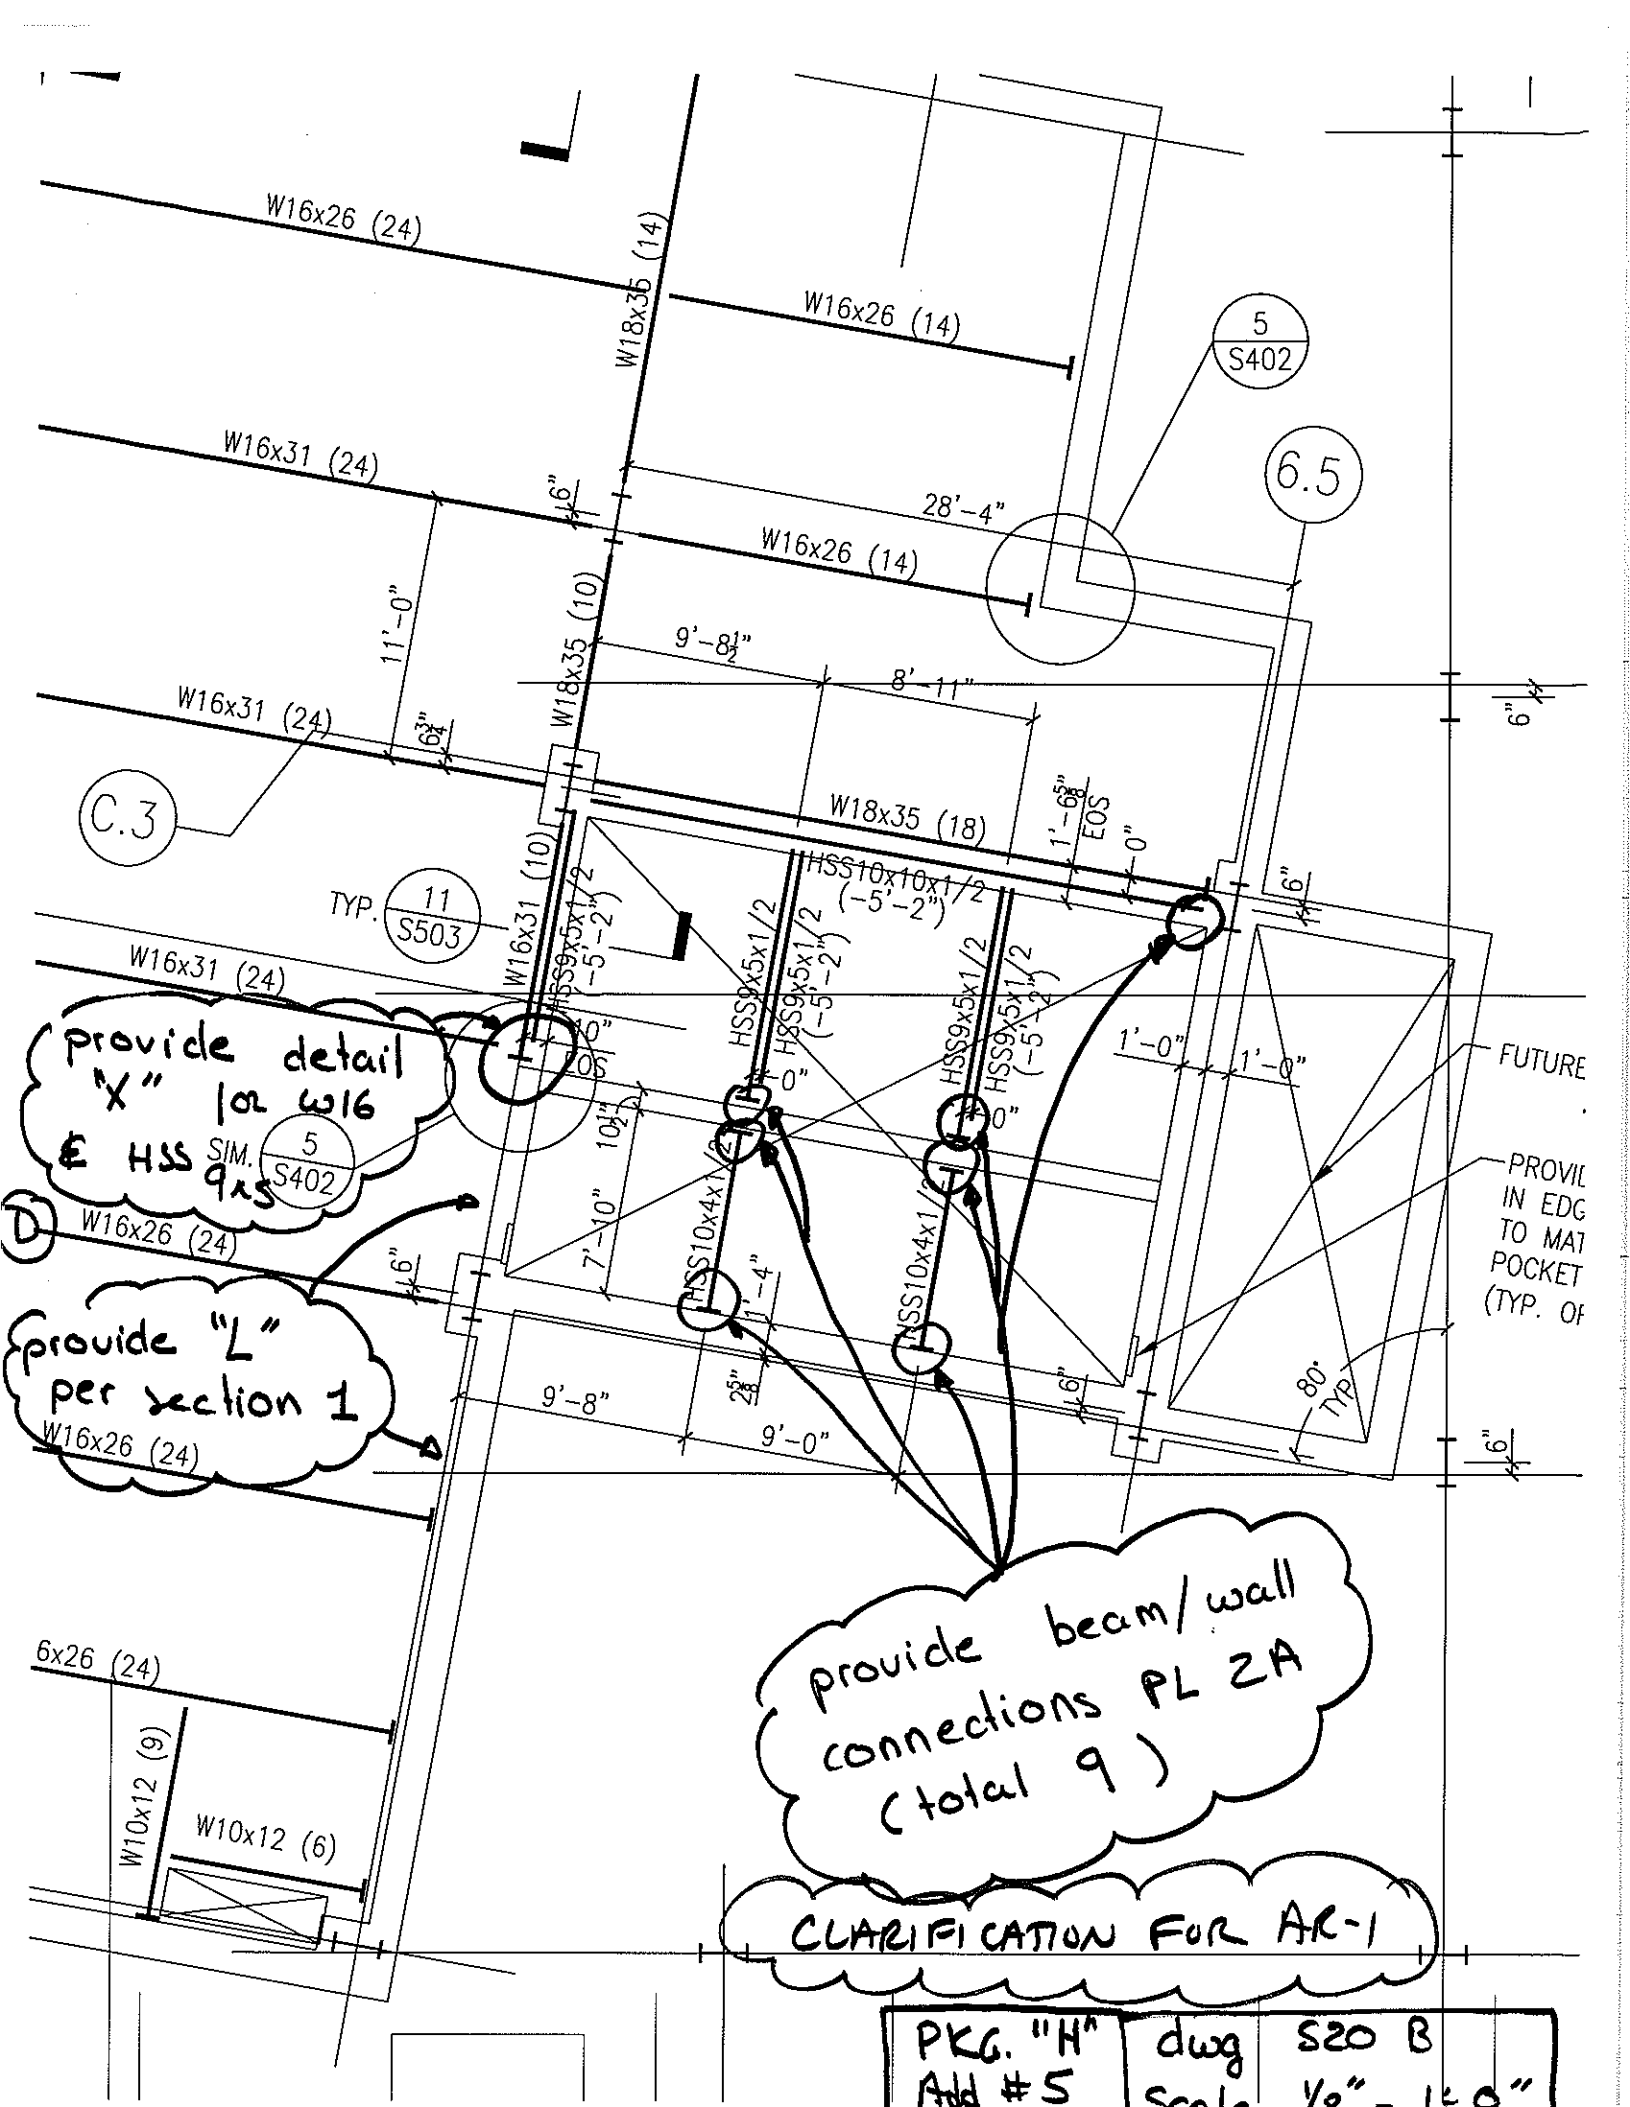 W16x26 (24)
W18x35 (14)
W16x26 (14)
5
S402
W16x31 (24)
6"
28'-4"
6.5
W16x26 (14)
11'-0"
W18x35 (10)
9'-8½"
8'-11"
6"
W16x31 (24)
6¾"
C.3
W18x35 (18)
1'-6⅝"
EOS
0"
TYP.
11
S503
W16x31 (10)
HSS9x5x1/2
(-5'-2")
HSS10x10x1/2
(-5'-2")
HSS9x5x1/2
HSS9x5x1/2
(-5'-2")
HSS9x5x1/2
HSS9x5x1/2
(-5'-2")
6"
W16x31 (24)
10"
EOS
0"
0"
1'-0"
1'-0"
FUTURE
provide detail
"X" for W16
& HSS
9x5
SIM.
5
S402
10½"
7'-10"
HSS10x4x1/2
HSS10x4x1/2
PROVI
IN EDG
TO MAT
POCKET
(TYP. OF
D
W16x26 (24)
6"
1'-4"
2⅝"
provide "L"
per section 1
W16x26 (24)
9'-8"
9'-0"
6"
80°
TYP.
6"
provide beam/wall
connections PL 2A
(total 9)
6x26 (24)
W10x12 (9)
W10x12 (6)
CLARIFICATION FOR AR-1
PKG. "H"
Add #5
dwg S20 B
Scale 1/8" = 1'-0"